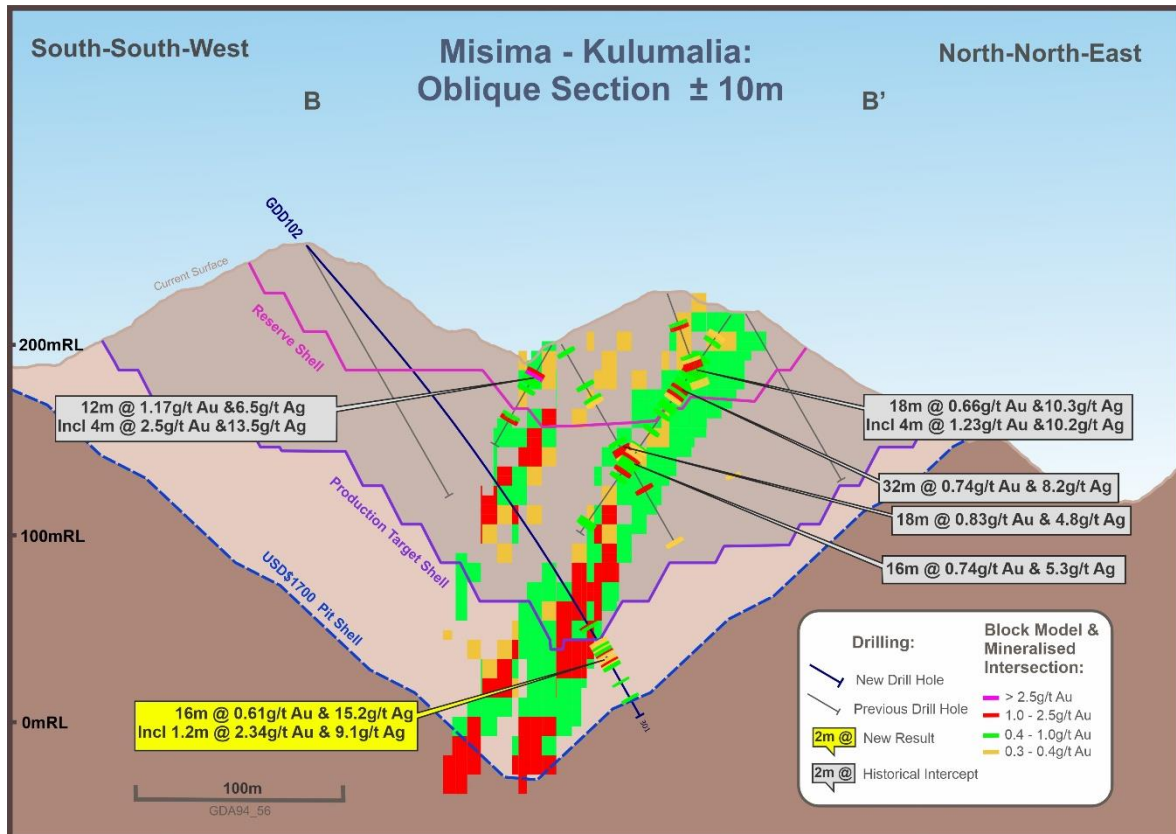 South-South-West
Misima - Kulumalia:
Oblique Section ± 10m
North-North-East
B
B'
GDD102
Current Surface
Reserve Shell
200mRL
12m @ 1.17g/t Au &6.5g/t Ag
Incl 4m @ 2.5g/t Au &13.5g/t Ag
18m @ 0.66g/t Au &10.3g/t Ag
Incl 4m @ 1.23g/t Au &10.2g/t Ag
32m @ 0.74g/t Au & 8.2g/t Ag
18m @ 0.83g/t Au & 4.8g/t Ag
16m @ 0.74g/t Au & 5.3g/t Ag
Production Target Shell
100mRL
USD$1700 Pit Shell
16m @ 0.61g/t Au & 15.2g/t Ag
Incl 1.2m @ 2.34g/t Au & 9.1g/t Ag
0mRL
100m
GDA94_56
Drilling:
New Drill Hole
Previous Drill Hole
2m @ New Result
2m @ Historical Intercept
Block Model &
Mineralised
Intersection:
> 2.5g/t Au
1.0 - 2.5g/t Au
0.4 - 1.0g/t Au
0.3 - 0.4g/t Au